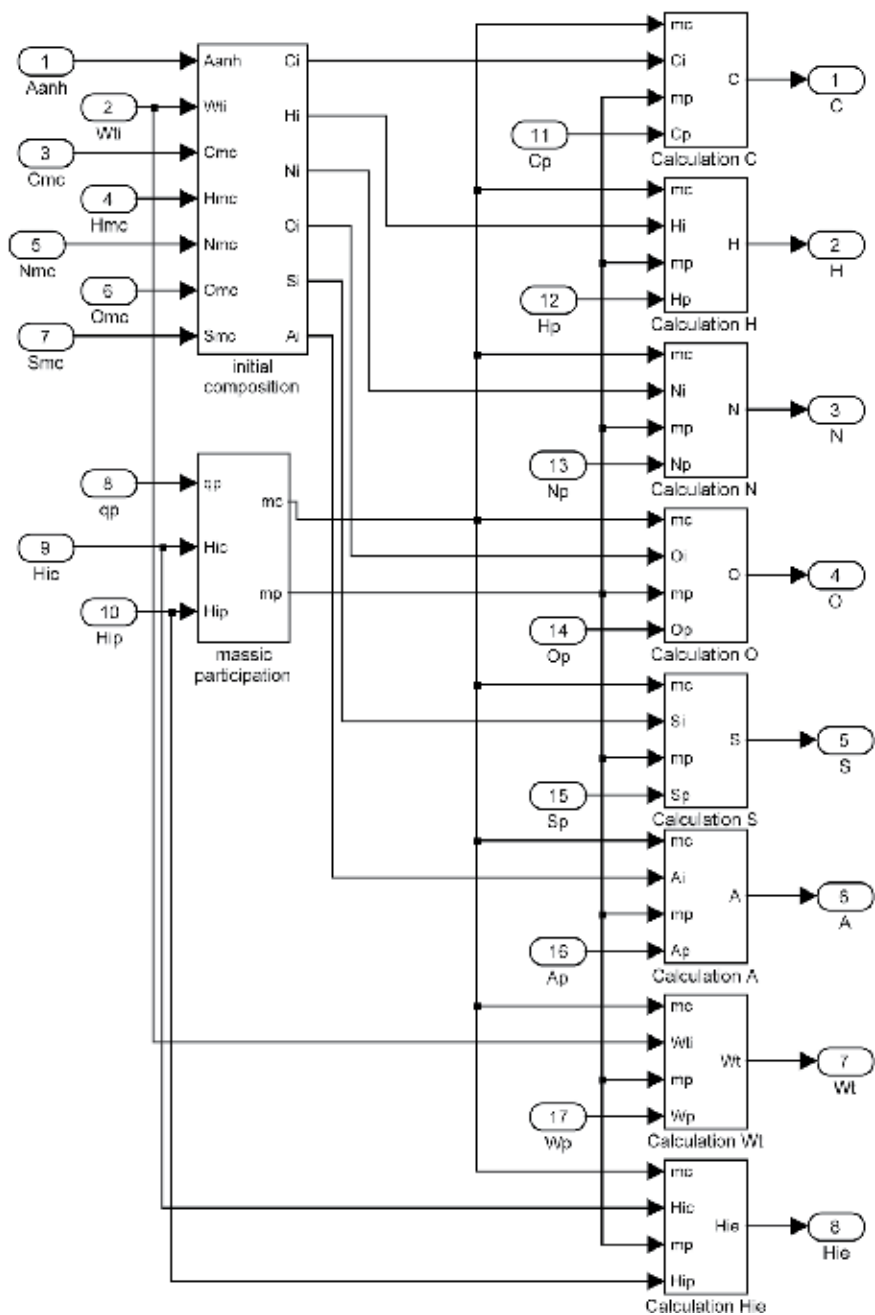 1
Aanh
2
Wti
3
Cmc
4
Hmc
5
Nmc
6
Omc
7
Smc
Aanh
Wti
Cmc
Hmc
Nmc
Omc
Smc
Ci
Hi
Ni
Oi
Si
Ai
initial
composition
8
qp
9
Hic
10
Hip
qp
Hic
Hip
mc
mp
massic
participation
11
Cp
mc
Ci
mp
Cp
C
Calculation C
1
C
12
Hp
mc
Hi
mp
Hp
H
Calculation H
2
H
13
Np
mc
Ni
mp
Np
N
Calculation N
3
N
14
Op
mc
Oi
mp
Op
O
Calculation O
4
O
15
Sp
mc
Si
mp
Sp
S
Calculation S
5
S
16
Ap
mc
Ai
mp
Ap
A
Calculation A
6
A
17
Wp
mc
Wti
mp
Wp
Wt
Calculation Wt
7
Wt
mc
Hic
mp
Hip
Hie
Calculation Hie
8
Hie